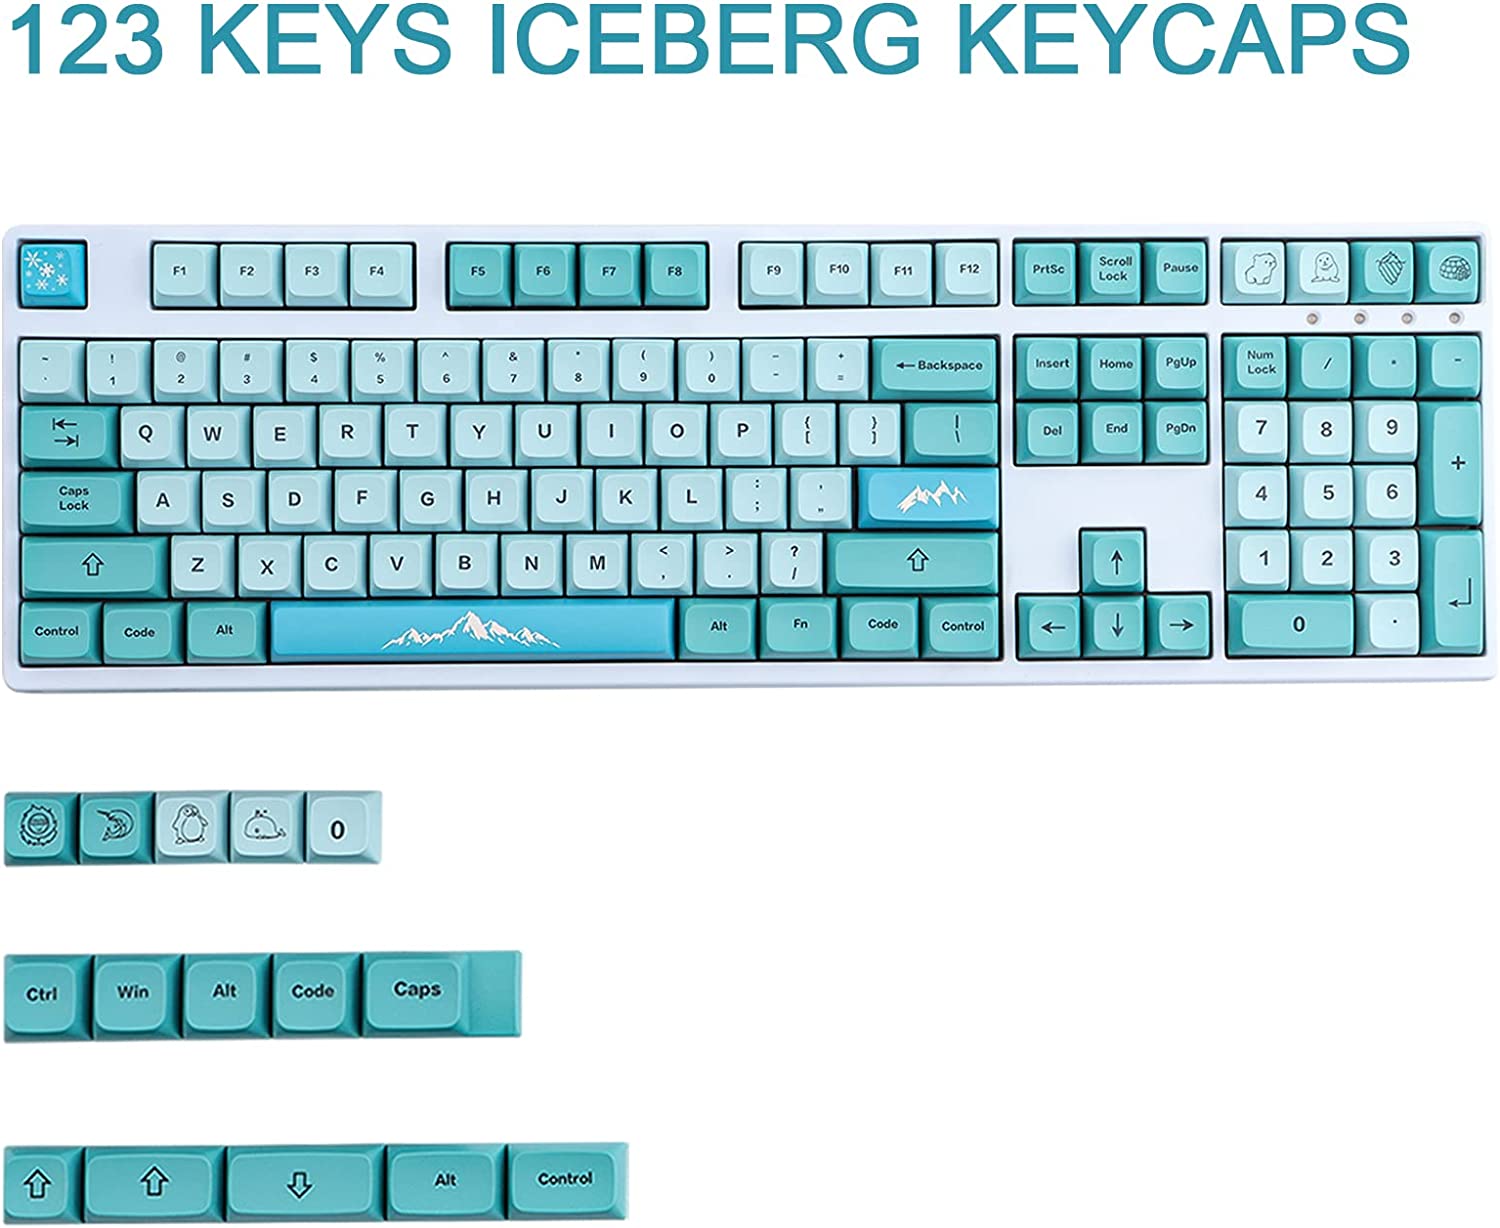 123 KEYS ICEBERG KEYCAPS
F1 F2 F3 F4 F5 F6 F7 F8 F9 F10 F11 F12 PrtSc Scroll Lock Pause
~ ! @ # $ % ^ & * ( ) – +
` 1 2 3 4 5 6 7 8 9 0 - = ←Backspace Insert Home PgUp Num Lock / * -
Q W E R T Y U I O P { [ } ] | \ Del End PgDn 7 8 9 +
Caps Lock A S D F G H J K L : ; ' " 4 5 6
⇧ Z X C V B N M < , > . ? / ⇧ ↑ 1 2 3
Control Code Alt Alt Fn Code Control ← ↓ → 0 .
0
Ctrl Win Alt Code Caps
⇧ ⇧ ⇩ Alt Control